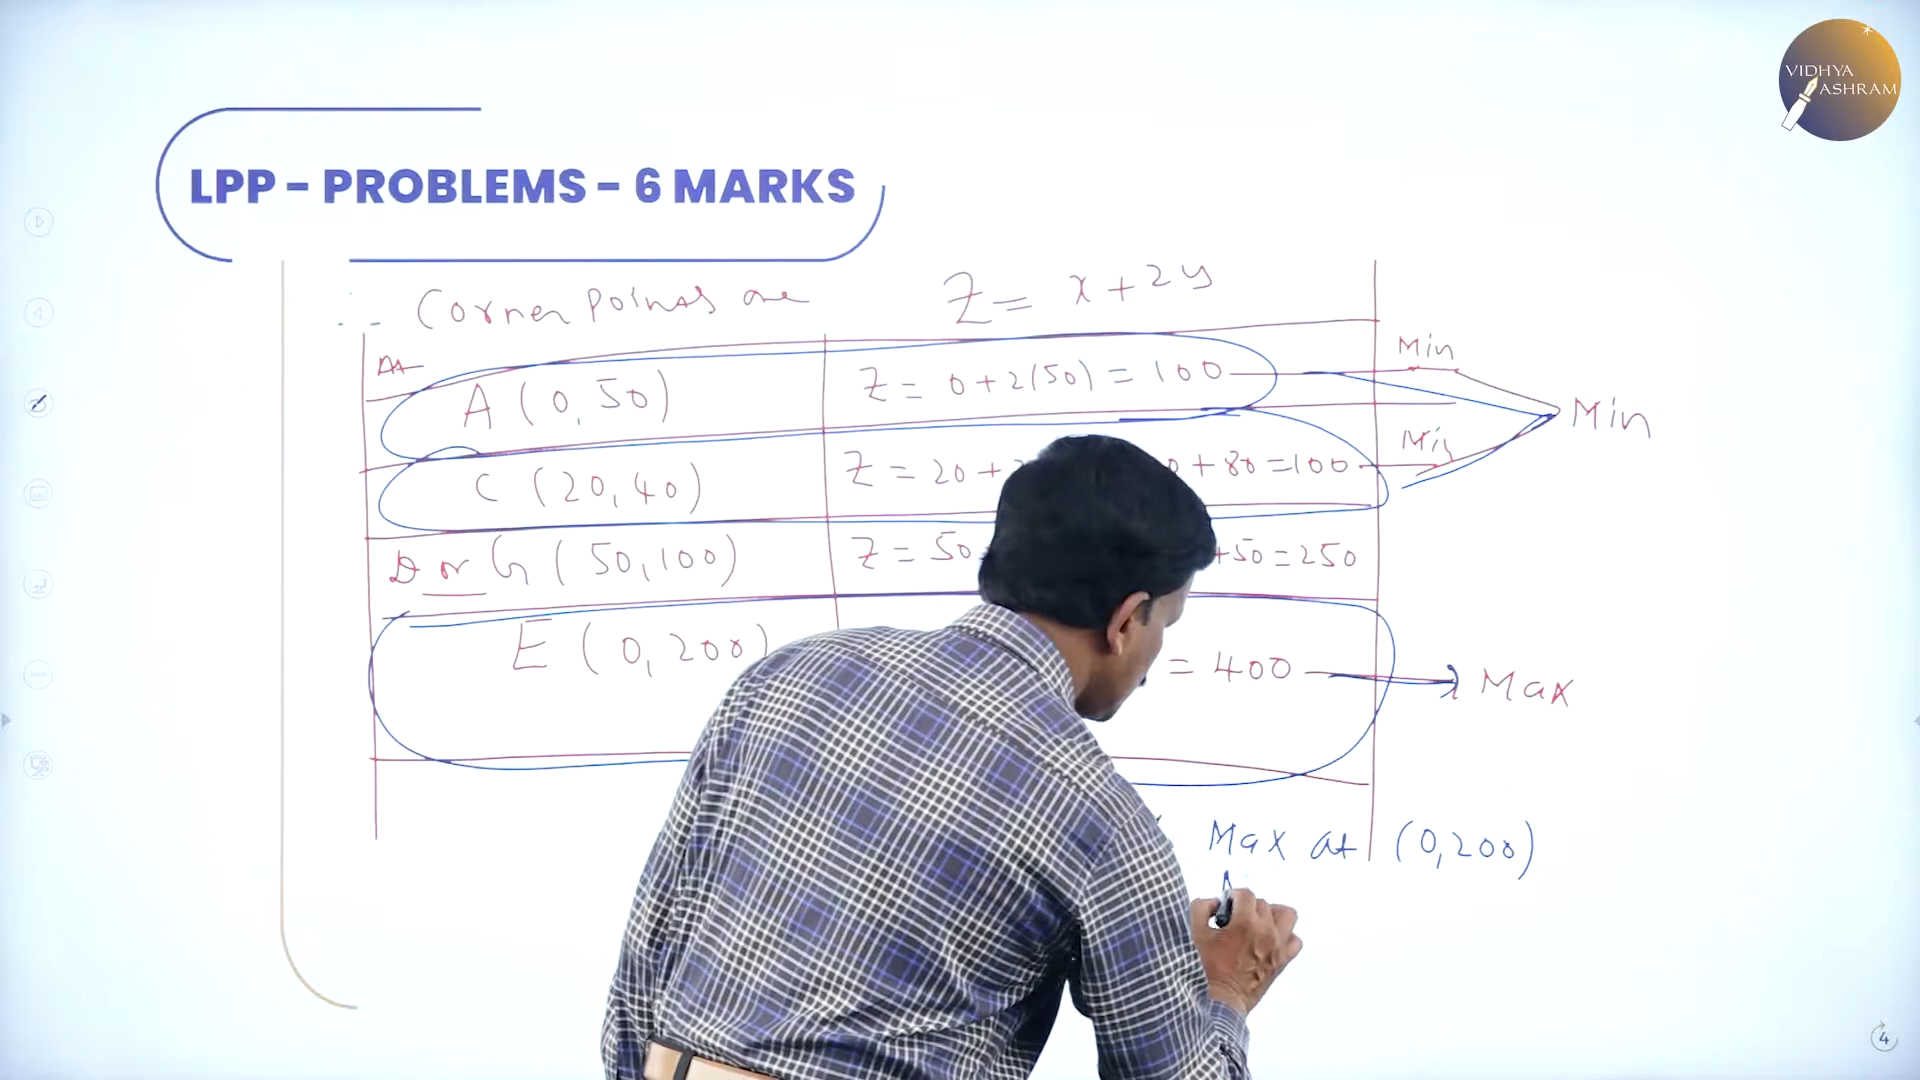 VIDHYA
ASHRAM
LPP - PROBLEMS - 6 MARKS
∴ Corner Points are Z = x + 2y
A (0, 50) Z = 0 + 2(50) = 100 Min
Min
C (20, 40) Z = 20 + + 80 = 100 Min
D or G (50, 100) Z = 50 +50 = 250
E (0, 200) = 400 → Max
Max at (0, 200)
4